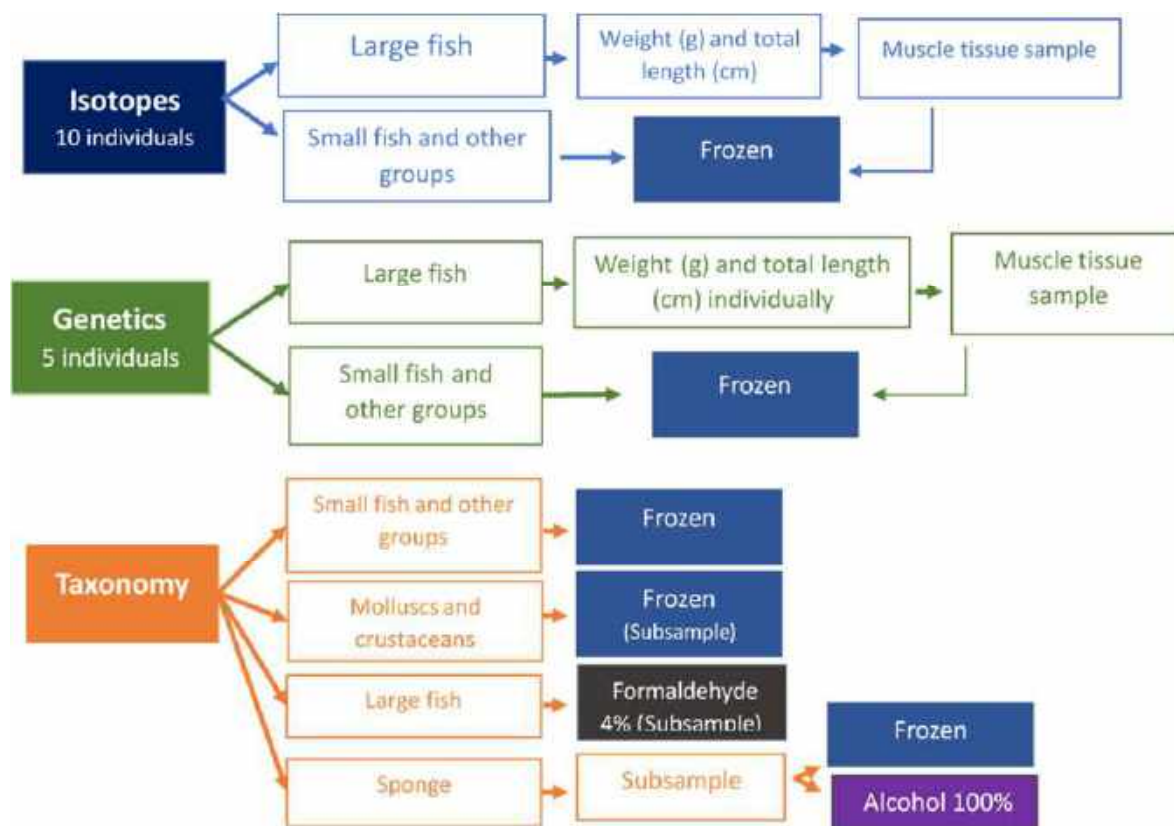 Large fish
Weight (g) and total
length (cm)
Muscle tissue sample
Isotopes
10 individuals
Small fish and other
groups
Frozen
Large fish
Weight (g) and total length
(cm) individually
Muscle tissue
sample
Genetics
5 individuals
Small fish and
other groups
Frozen
Small fish and other
groups
Frozen
Taxonomy
Molluscs and
crustaceans
Frozen
(Subsample)
Large fish
Formaldehyde
4% (Subsample)
Sponge
Subsample
Frozen
Alcohol 100%